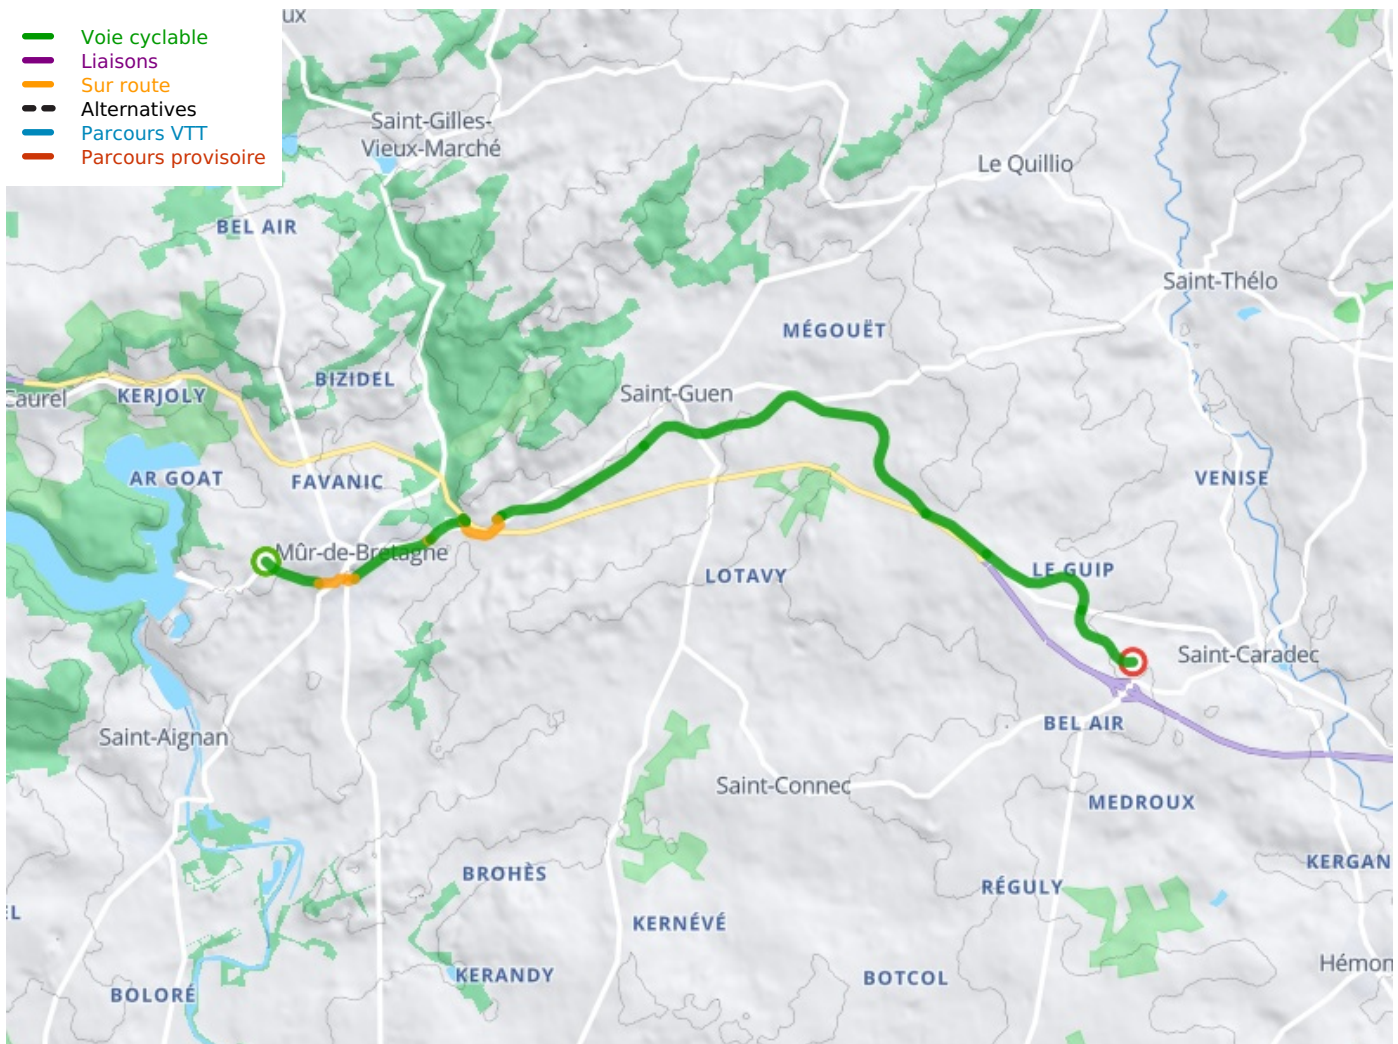 ux
Voie cyclable
Liaisons
Sur route
Alternatives
Parcours VTT
Parcours provisoire
Saint-Gilles-
Vieux-Marché
Le Quillio
BEL AIR
Saint-Thélo
MÉGOUËT
BIZIDEL
Saint-Guen
Caurel
KERJOLY
AR GOAT
FAVANIC
VENISE
Mûr-de-Bretagne
LOTAVY
LE GUIP
Saint-Caradec
BEL AIR
Saint-Aignan
Saint-Connec
MEDROUX
KERGAN
BROHÈS
RÉGULY
EL
KERNÉVÉ
Hémon
KERANDY
BOTCOL
BOLORÉ